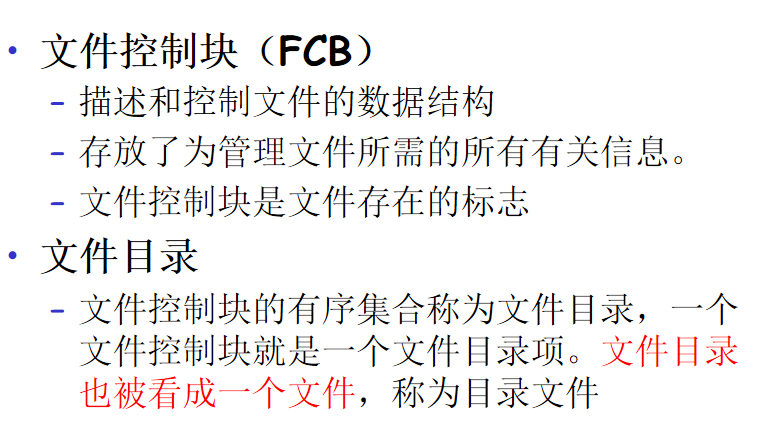 • 文件控制块（FCB）
– 描述和控制文件的数据结构
– 存放了为管理文件所需的所有有关信息。
– 文件控制块是文件存在的标志
• 文件目录
– 文件控制块的有序集合称为文件目录，一个
文件控制块就是一个文件目录项。文件目录
也被看成一个文件，称为目录文件